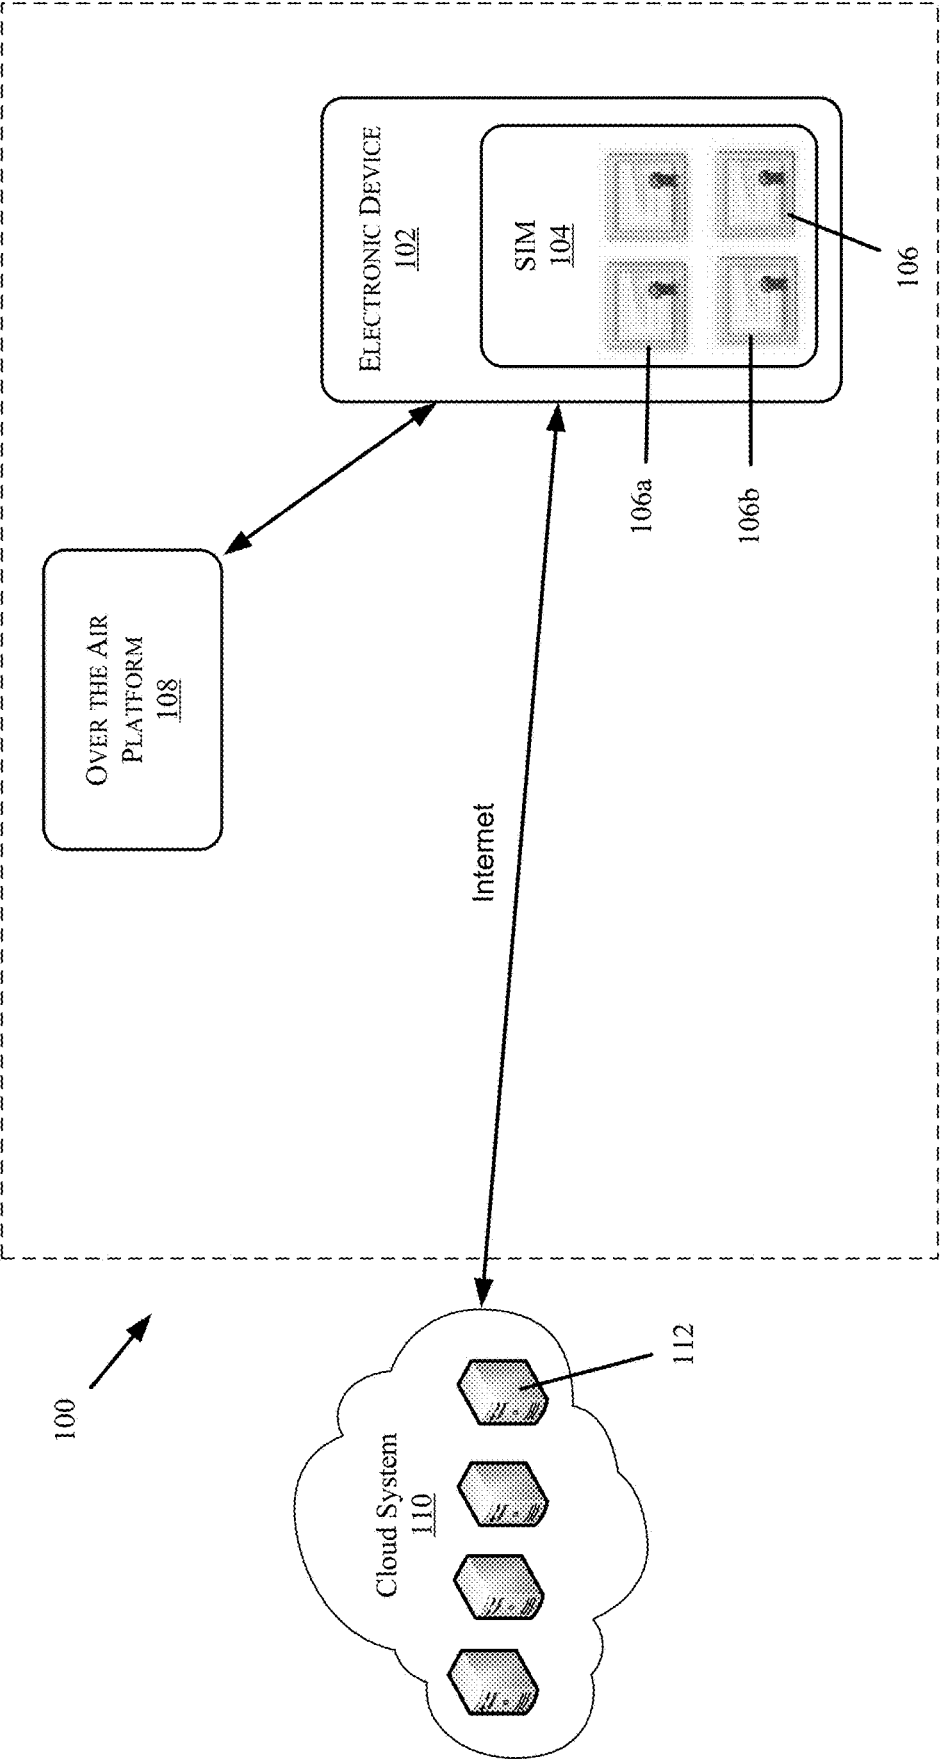 100
Cloud System
110
112
Internet
OVER THE AIR
PLATFORM
108
ELECTRONIC DEVICE
102
SIM
104
106a
106b
106